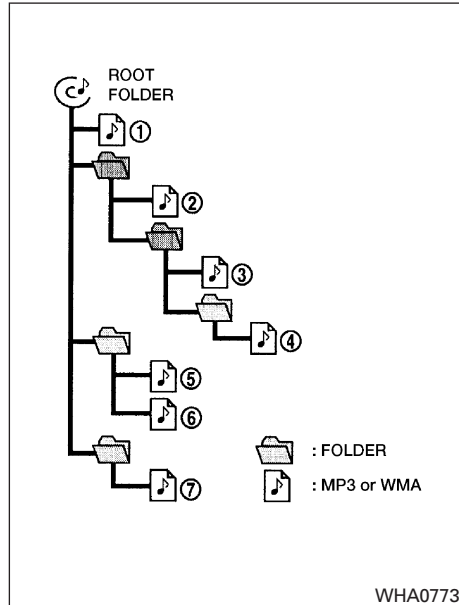 ROOT
FOLDER
①
②
③
④
⑤
⑥
⑦
: FOLDER
: MP3 or WMA
WHA0773